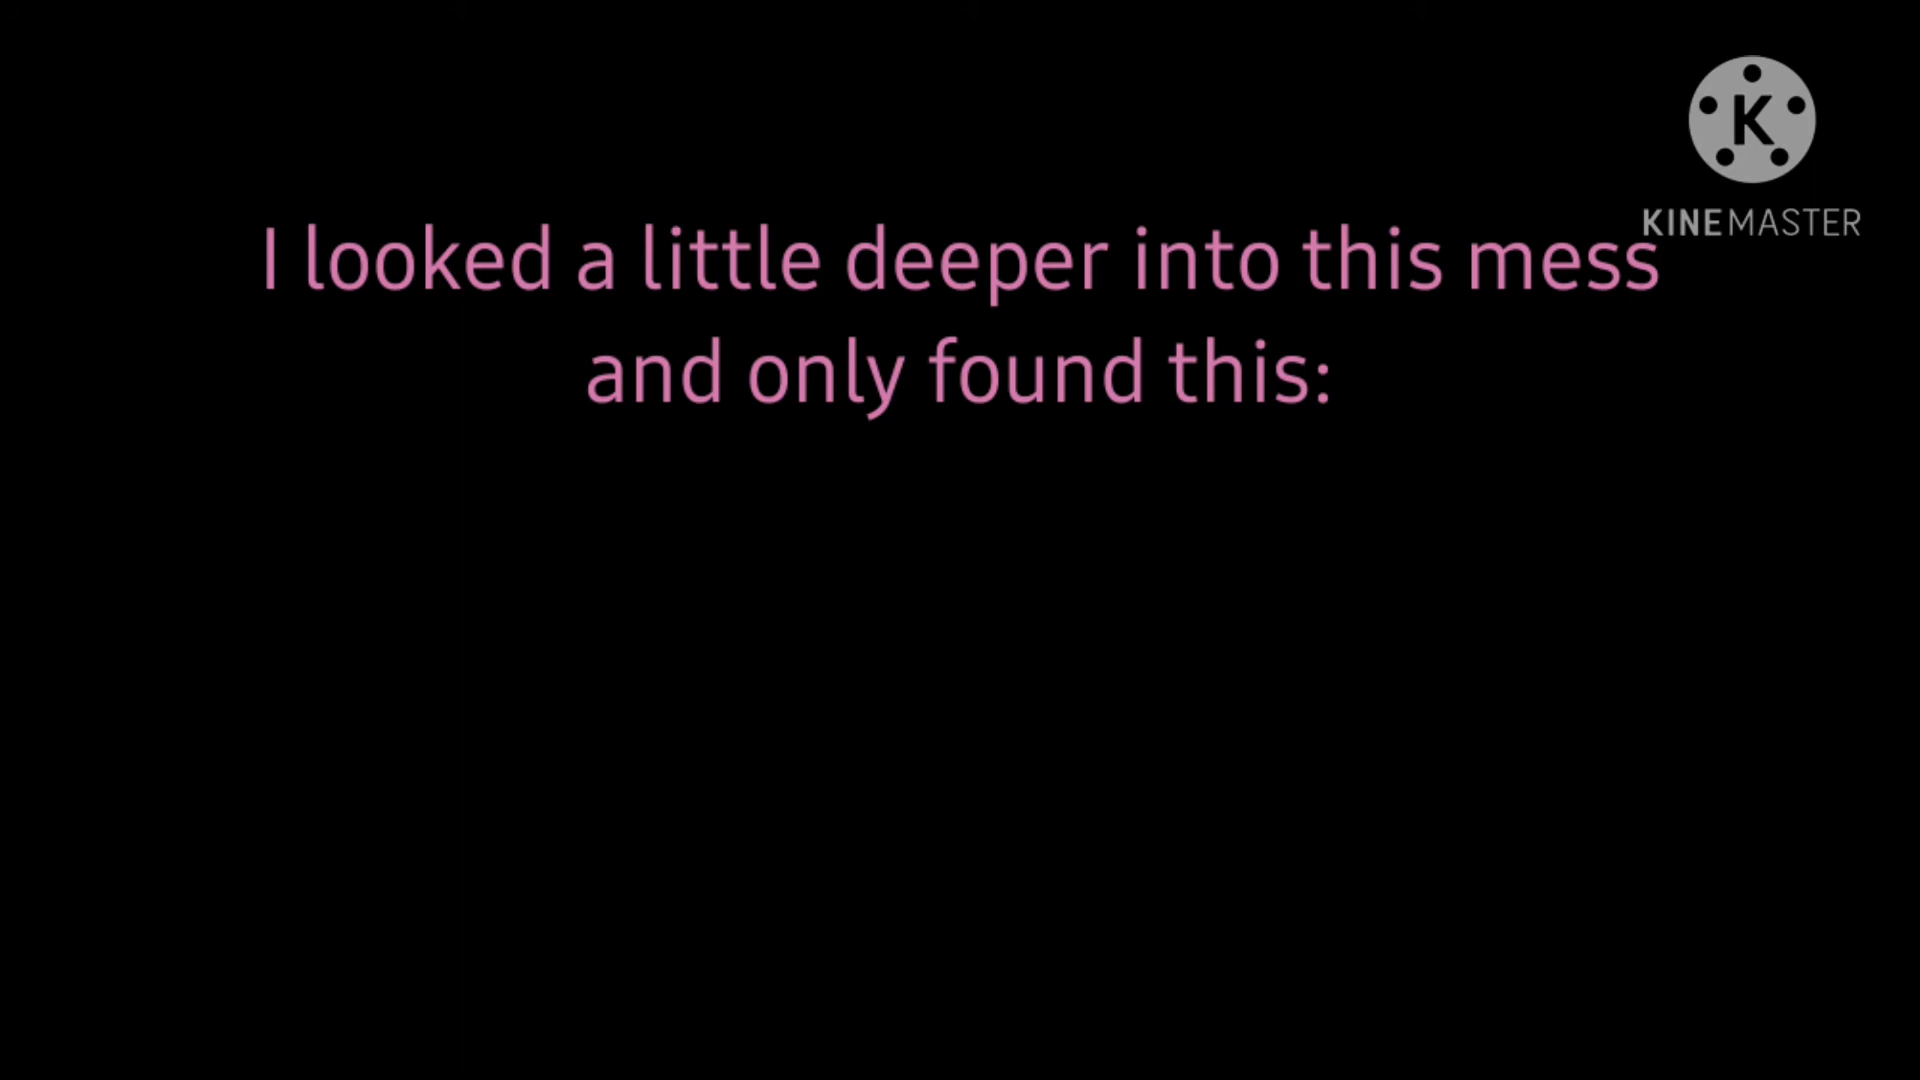 K
KINEMASTER
I looked a little deeper into this mess
and only found this: